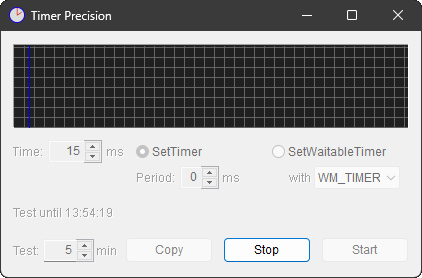 Timer Precision
Time: 15 ms SetTimer SetWaitableTimer
Period: 0 ms with WM_TIMER
Test until 13:54:19
Test: 5 min Copy Stop Start